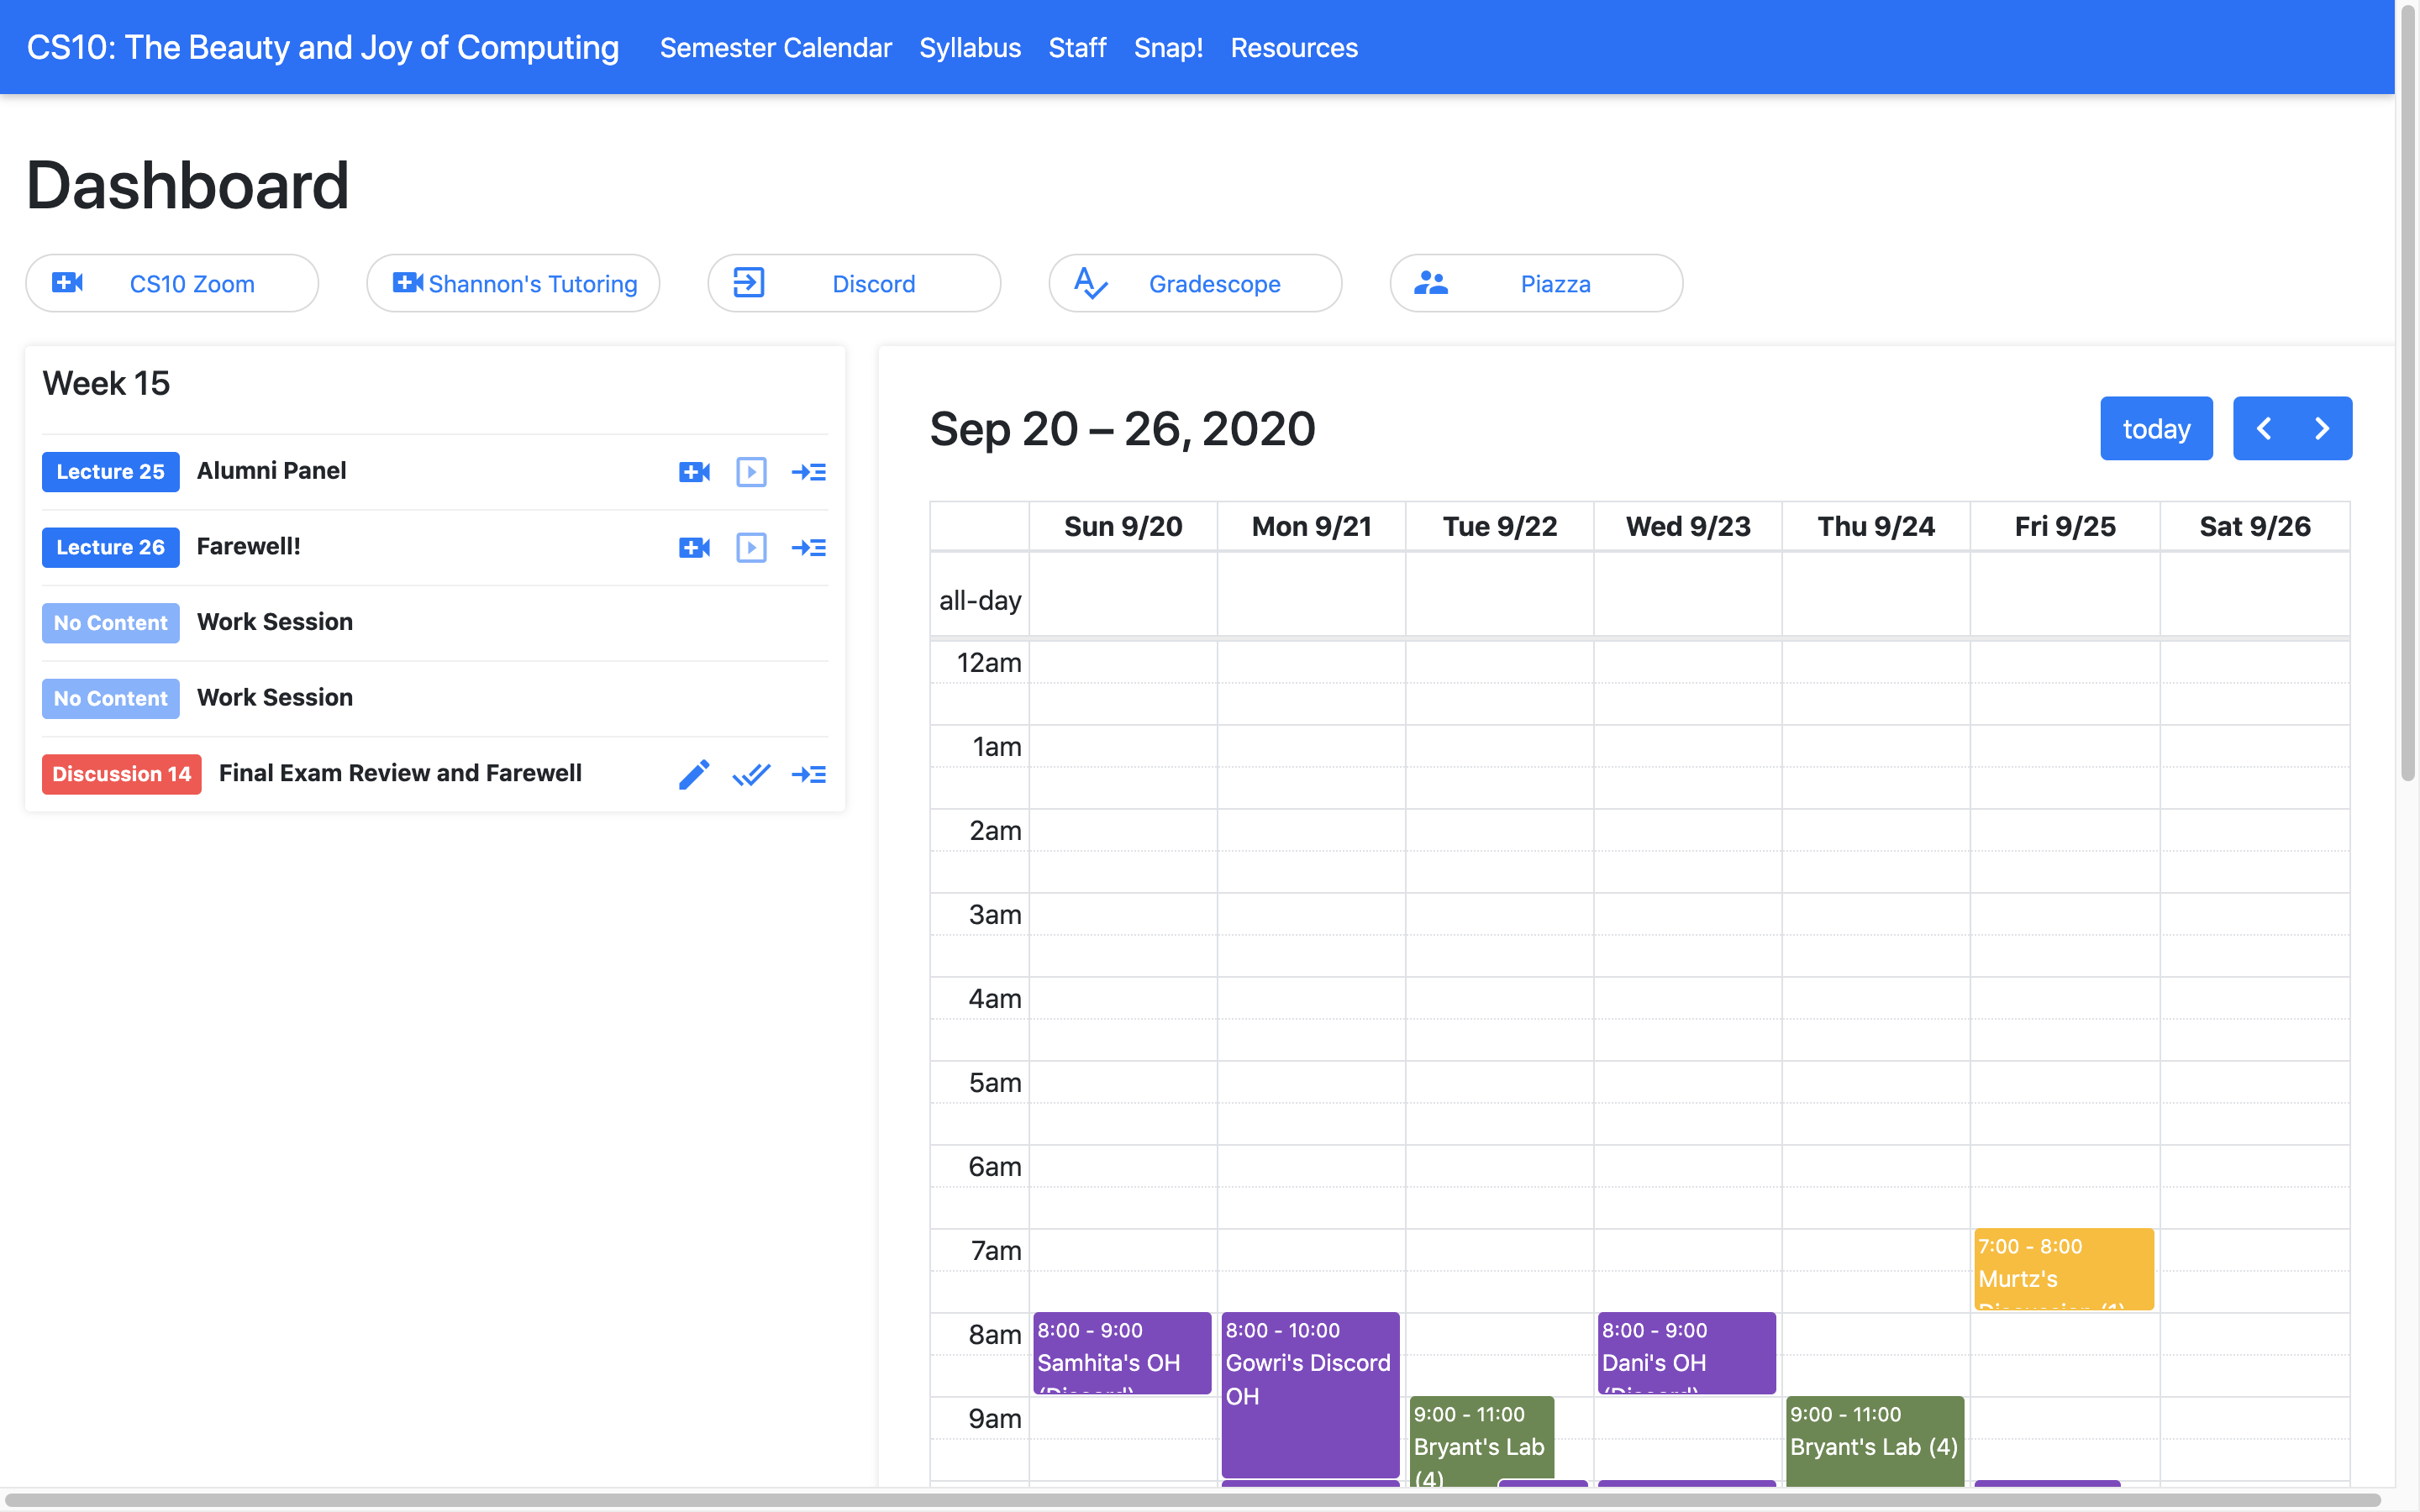 CS10: The Beauty and Joy of Computing Semester Calendar Syllabus Staff Snap! Resources
Dashboard
CS10 Zoom Shannon's Tutoring Discord Gradescope Piazza
Week 15
Lecture 25 Alumni Panel
Lecture 26 Farewell!
No Content Work Session
No Content Work Session
Discussion 14 Final Exam Review and Farewell
Sep 20 – 26, 2020
today
Sun 9/20 Mon 9/21 Tue 9/22 Wed 9/23 Thu 9/24 Fri 9/25 Sat 9/26
all-day
12am
1am
2am
3am
4am
5am
6am
7am
7:00 - 8:00
Murtz's
8am
8:00 - 9:00
Samhita's OH
8:00 - 10:00
Gowri's Discord
OH
8:00 - 9:00
Dani's OH
9am
9:00 - 11:00
Bryant's Lab
(4)
9:00 - 11:00
Bryant's Lab (4)